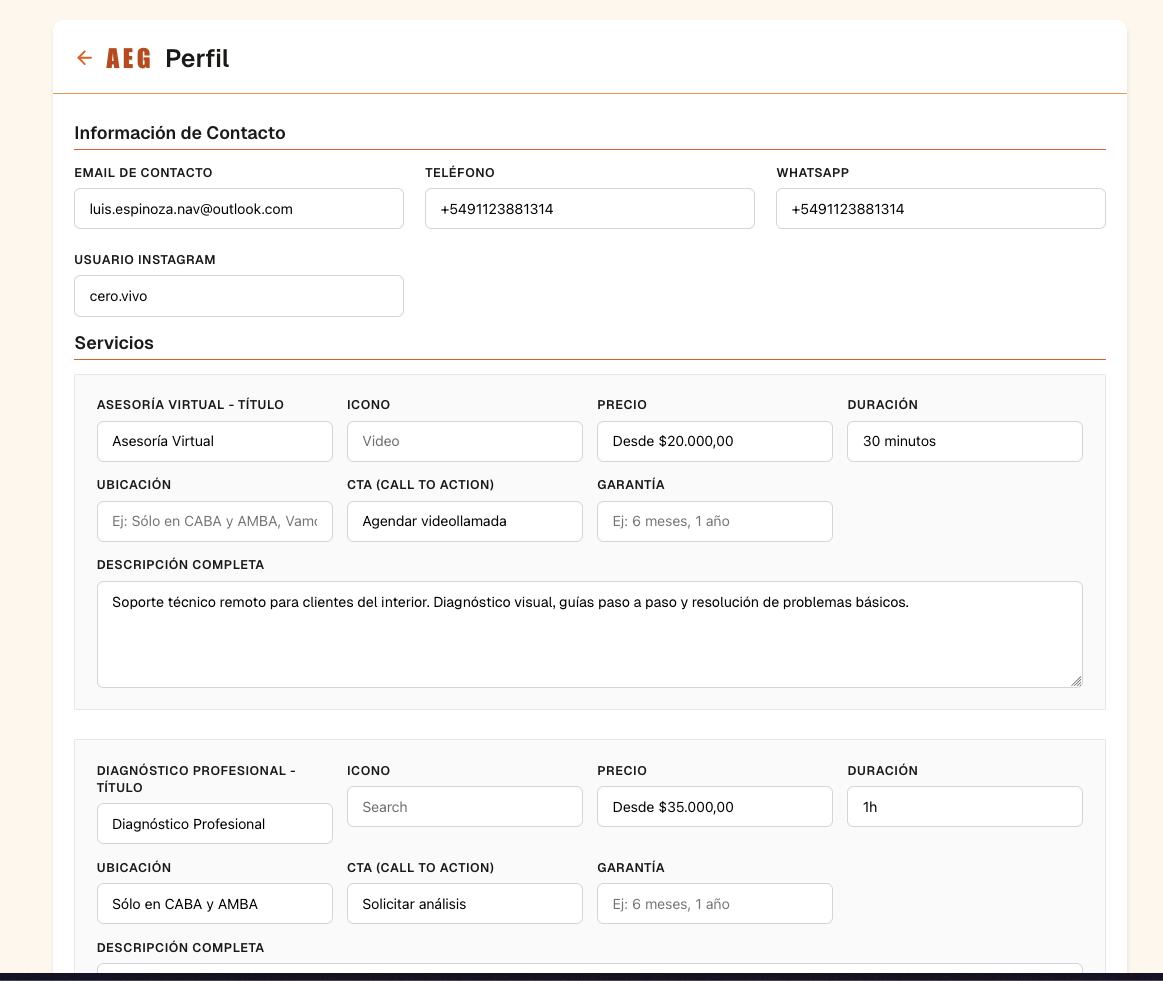 AEG Perfil
Información de Contacto
EMAIL DE CONTACTO TELÉFONO WHATSAPP
luis.espinoza.nav@outlook.com +5491123881314 +5491123881314
USUARIO INSTAGRAM
cero.vivo
Servicios
ASESORÍA VIRTUAL - TÍTULO ICONO PRECIO DURACIÓN
Asesoría Virtual Video Desde $20.000,00 30 minutos
UBICACIÓN CTA (CALL TO ACTION) GARANTÍA
Ej: Sólo en CABA y AMBA, Agendar videollamada Ej: 6 meses, 1 año
DESCRIPCIÓN COMPLETA
Soporte técnico remoto para clientes del interior. Diagnóstico visual, guías paso a paso y resolución de problemas básicos.
DIAGNÓSTICO PROFESIONAL - TÍTULO ICONO PRECIO DURACIÓN
Diagnóstico Profesional Search Desde $35.000,00 1h
UBICACIÓN CTA (CALL TO ACTION) GARANTÍA
Sólo en CABA y AMBA Solicitar análisis Ej: 6 meses, 1 año
DESCRIPCIÓN COMPLETA